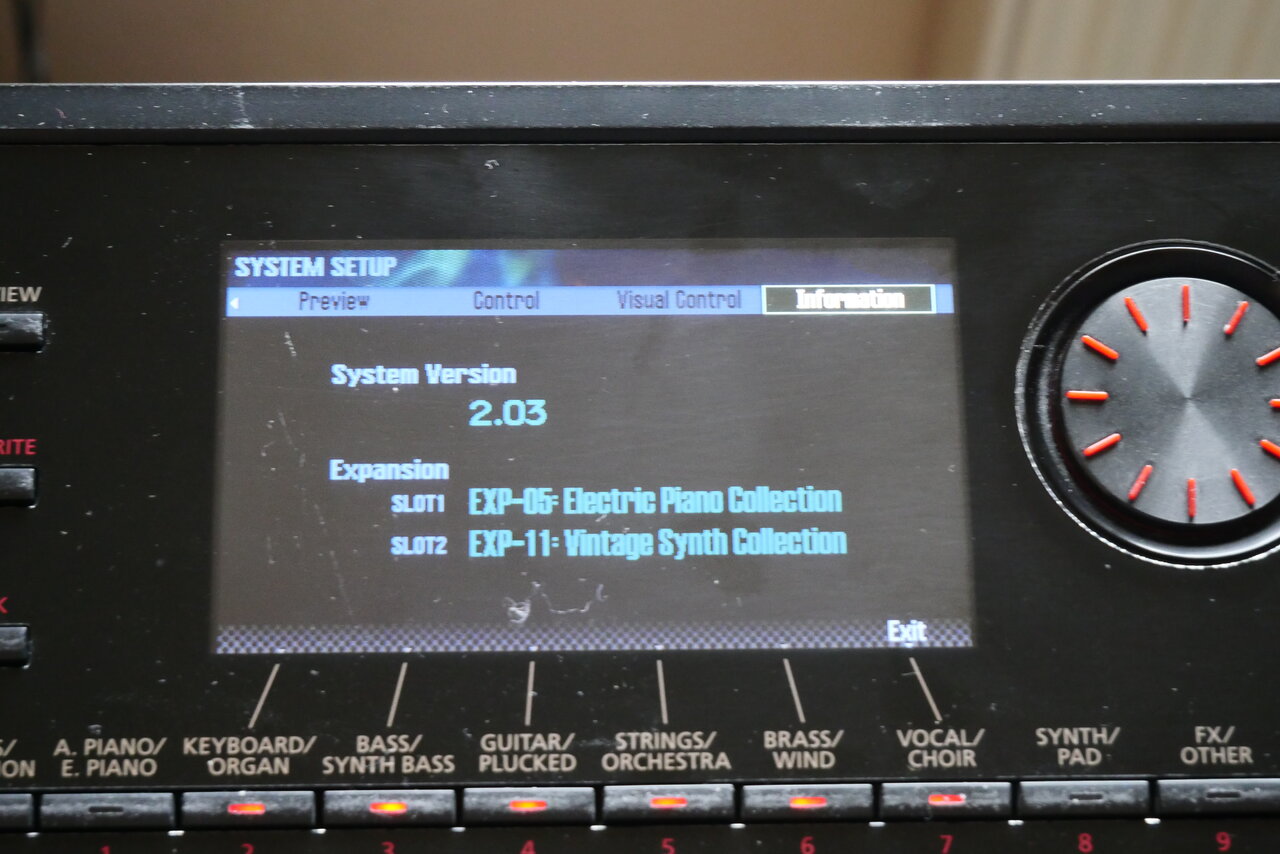 SYSTEM SETUP
Preview Control Visual Control Information
System Version
2.03
Expansion
SLOT1 EXP-05: Electric Piano Collection
SLOT2 EXP-11: Vintage Synth Collection
Exit
A. PIANO/
E. PIANO
KEYBOARD/
ORGAN
BASS/
SYNTH BASS
GUITAR/
PLUCKED
STRINGS/
ORCHESTRA
BRASS/
WIND
VOCAL/
CHOIR
SYNTH/
PAD
FX/
OTHER
1 2 3 4 5 6 7 8 9